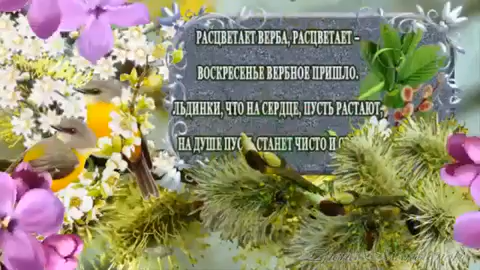 РАСЦВЕТАЕТ ВЕРБА, РАСЦВЕТАЕТ –
ВОСКРЕСЕНЬЕ ВЕРБНОЕ ПРИШЛО.
ЛЬДИНКИ, ЧТО НА СЕРДЦЕ, ПУСТЬ РАСТАЮТ,
НА ДУШЕ СТАНЕТ ЧИСТО И